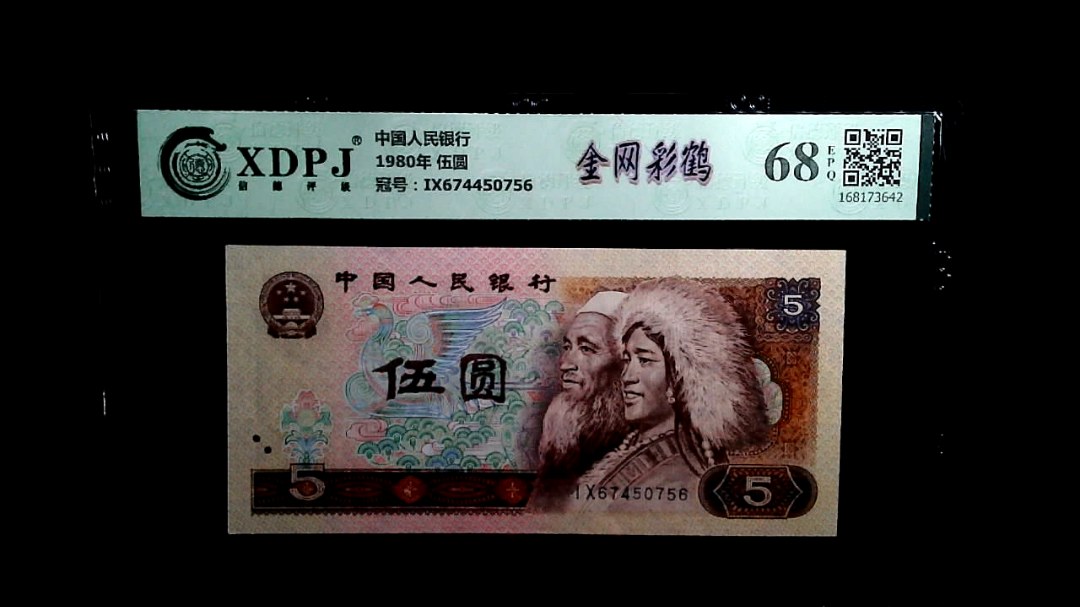 XDPJ®
信德评级
中国人民银行
1980年 伍圆
冠号：IX674450756
金网彩鹤
68
EPQ
168173642
中国人民银行
5
伍圆
5
IX67450756
5